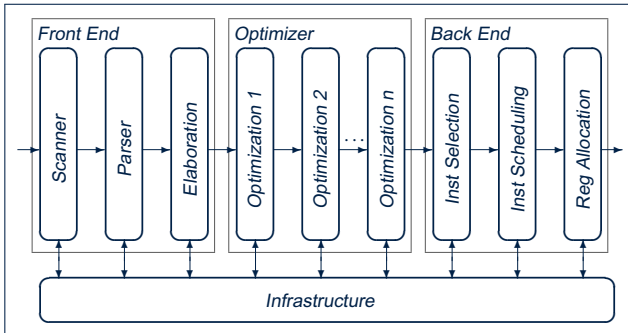 Front End
Optimizer
Back End
Scanner
Parser
Elaboration
Optimization 1
Optimization 2
...
Optimization n
Inst Selection
Inst Scheduling
Reg Allocation
Infrastructure